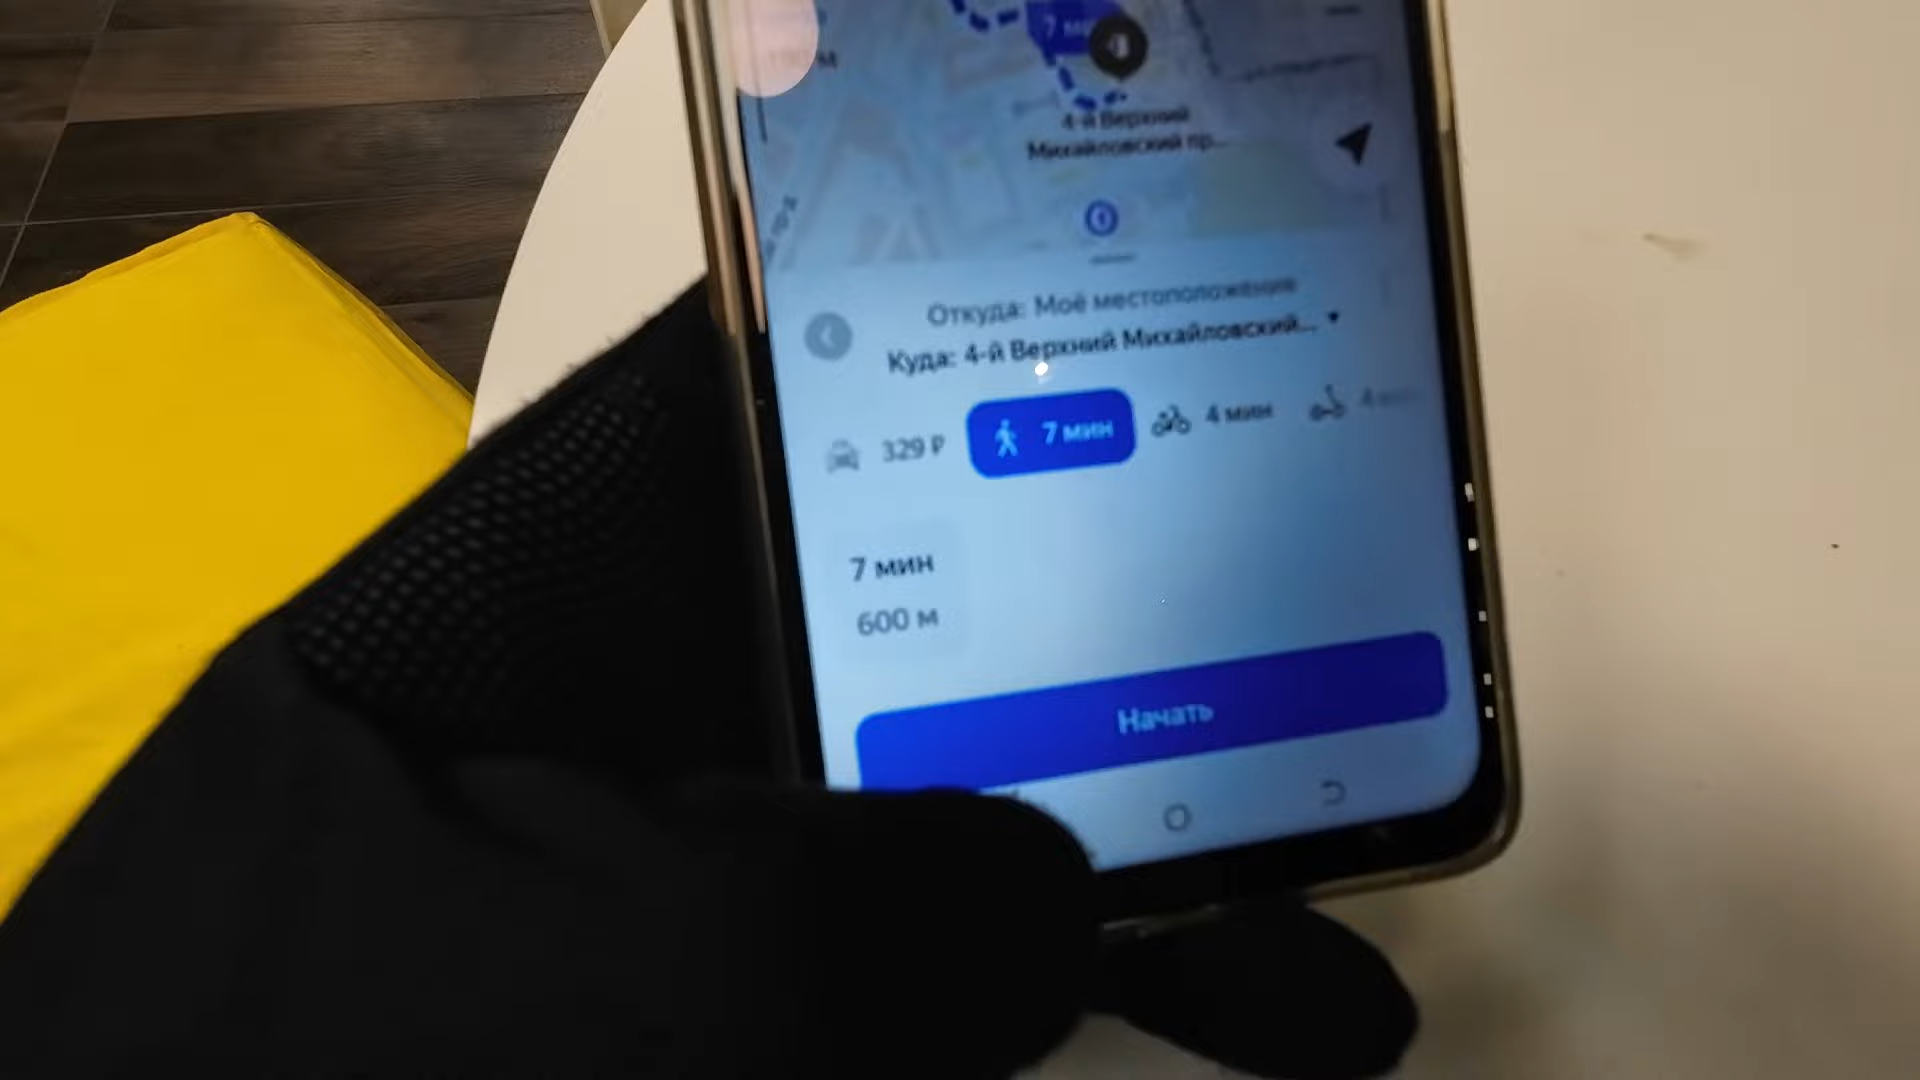 7 м
4-й Верхний
Михайловский пр...
Откуда: Моё местоположение
Куда: 4-й Верхний Михайловский...
329 ₽
7 мин
4 мин
4
7 мин
600 м
Начать